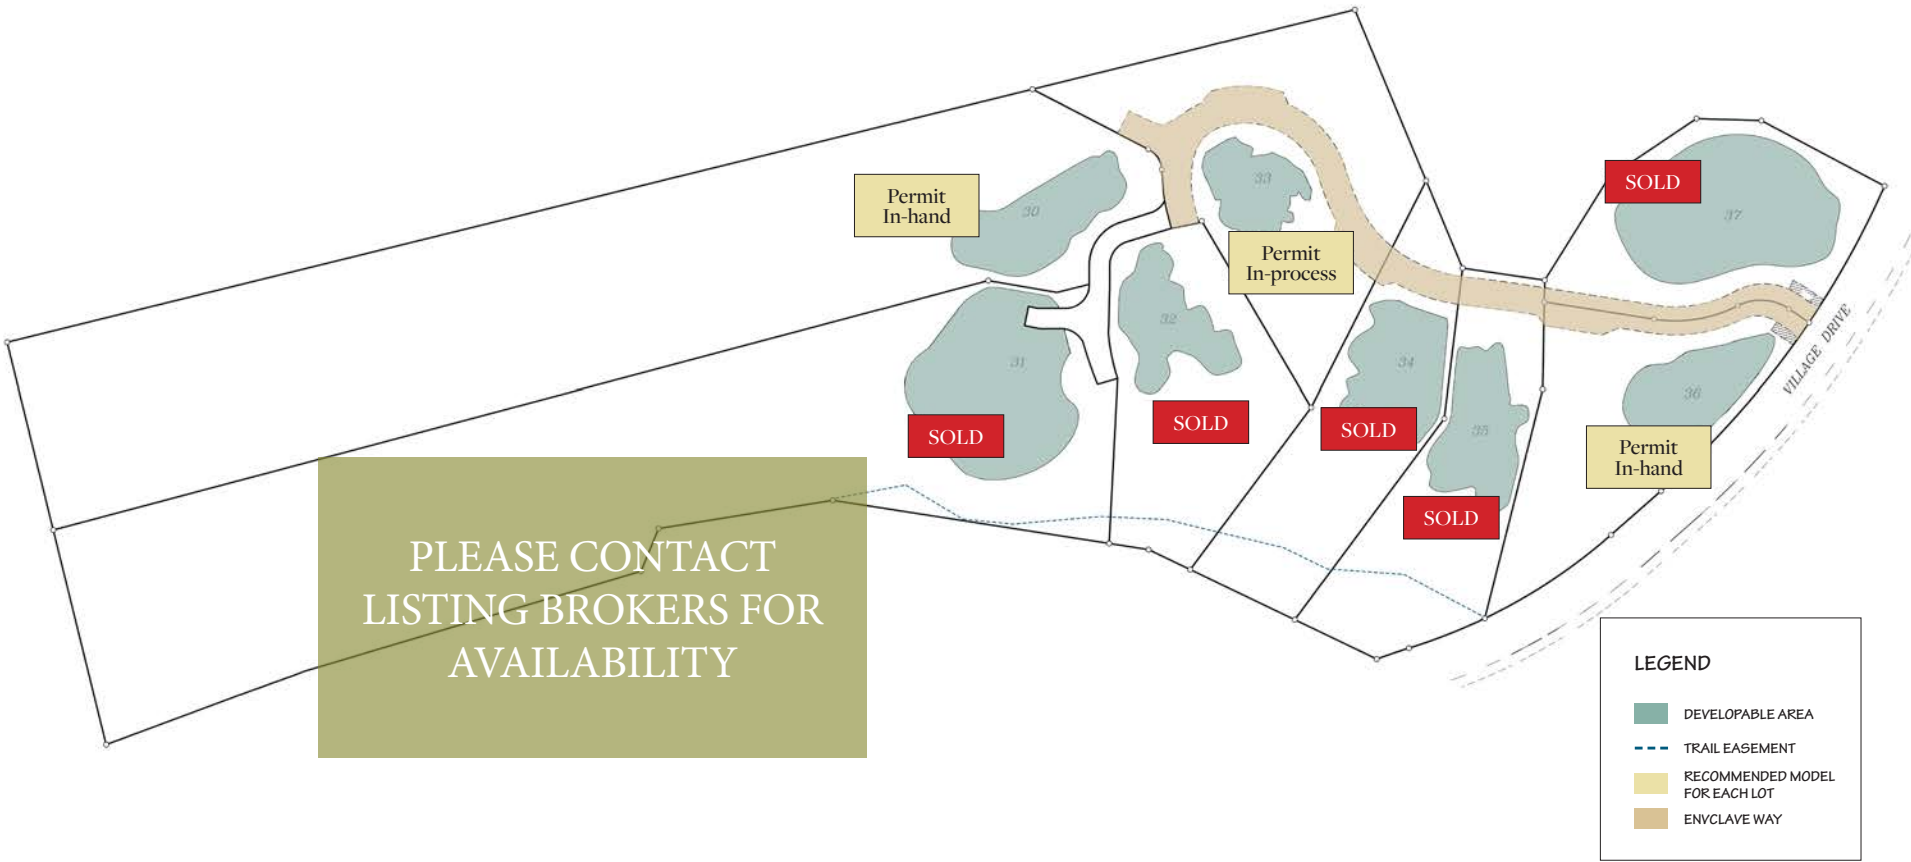 Permit
In-hand
30
33
Permit
In-process
SOLD
37
31
SOLD
32
SOLD
34
SOLD
35
SOLD
36
Permit
In-hand
VILLAGE DRIVE
PLEASE CONTACT
LISTING BROKERS FOR
AVAILABILITY
LEGEND
DEVELOPABLE AREA
TRAIL EASEMENT
RECOMMENDED MODEL
FOR EACH LOT
ENVCLAVE WAY